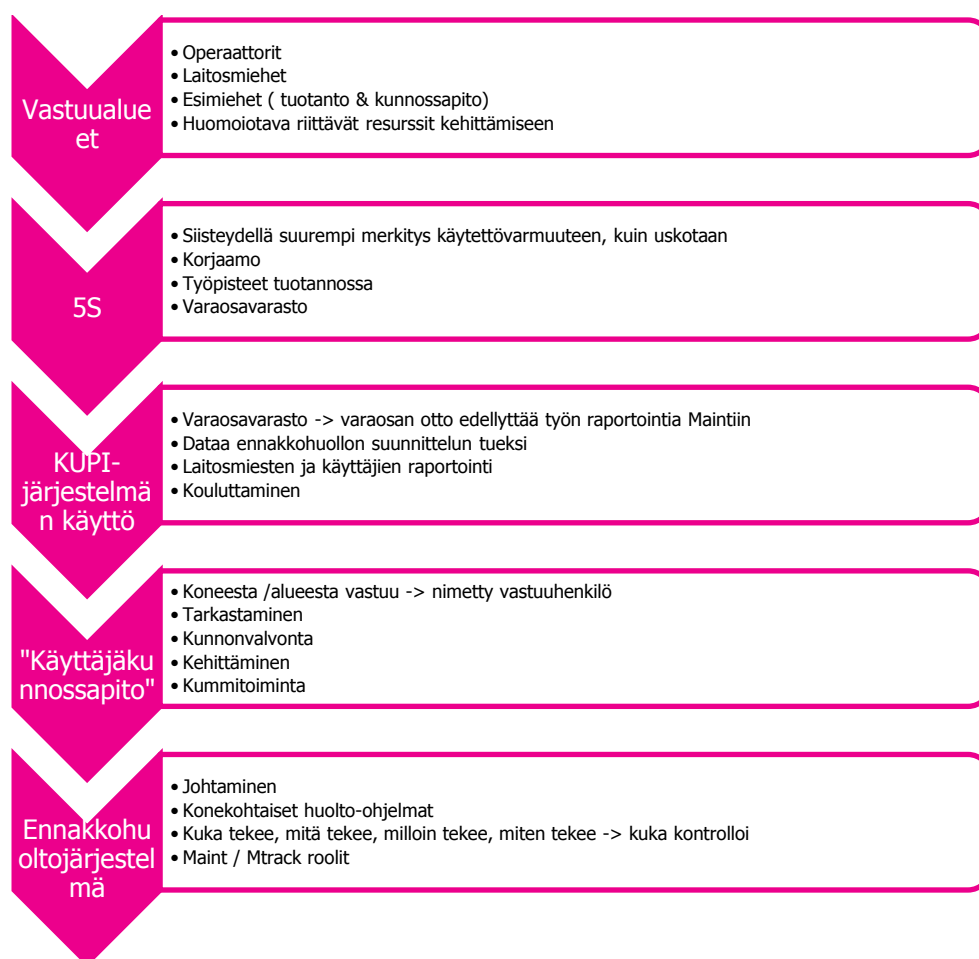 Vastuualue
et
• Operaattorit
• Laitosmiehet
• Esimiehet ( tuotanto & kunnossapito)
• Huomoiotava riittävät resurssit kehittämiseen
5S
• Siisteydellä suurempi merkitys käytettövarmuuteen, kuin uskotaan
• Korjaamo
• Työpisteet tuotannossa
• Varaosavarasto
KUPI-
järjestelmä
n käyttö
• Varaosavarasto -> varaosan otto edellyttää työn raportointia Maintiin
• Dataa ennakkohuollon suunnittelun tueksi
• Laitosmiesten ja käyttäjien raportointi
• Kouluttaminen
"Käyttäjäku
nnossapito"
• Koneesta /alueesta vastuu -> nimetty vastuuhenkilö
• Tarkastaminen
• Kunnonvalvonta
• Kehittäminen
• Kummitoiminta
Ennakkohu
oltojärjestel
mä
• Johtaminen
• Konekohtaiset huolto-ohjelmat
• Kuka tekee, mitä tekee, milloin tekee, miten tekee -> kuka kontrolloi
• Maint / Mtrack roolit